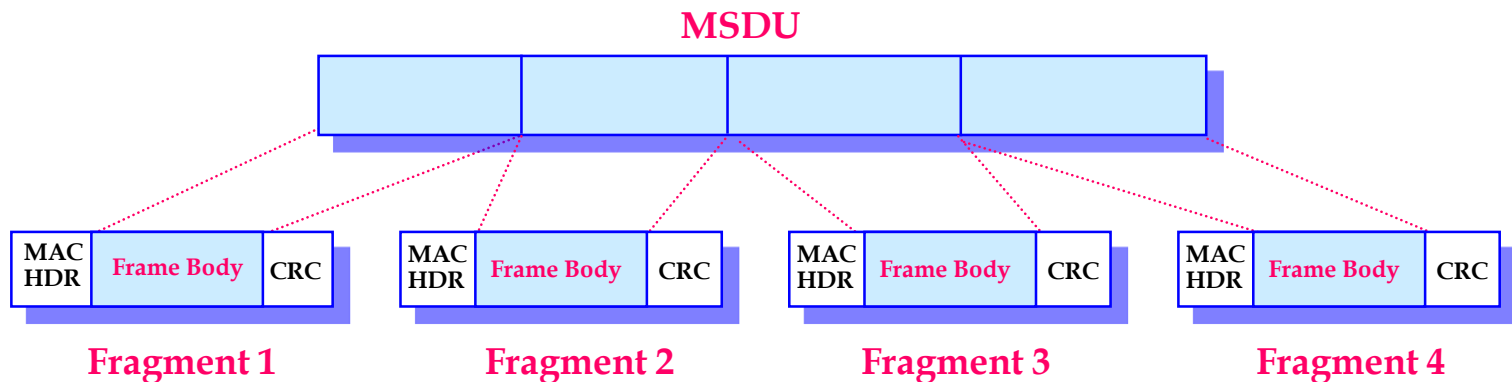 MSDU
MAC
HDR
Frame Body
CRC
MAC
HDR
Frame Body
CRC
MAC
HDR
Frame Body
CRC
MAC
HDR
Frame Body
CRC
Fragment 1
Fragment 2
Fragment 3
Fragment 4